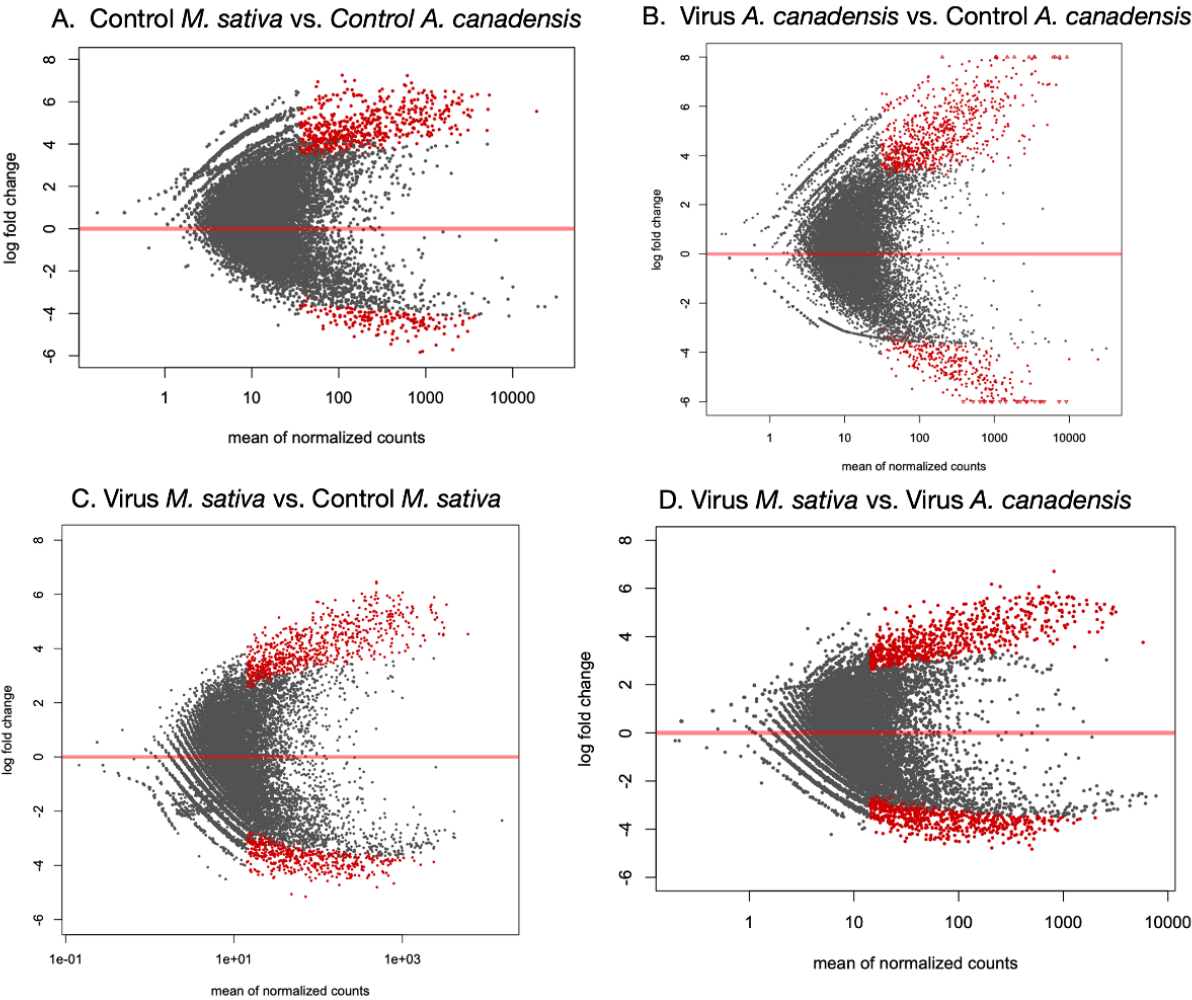 A. Control M. sativa vs. Control A. canadensis
8
6
4
2
0
-2
-4
-6
log fold change
1 10 100 1000 10000
mean of normalized counts
B. Virus A. canadensis vs. Control A. canadensis
8
6
4
2
0
-2
-4
-6
log fold change
1 10 100 1000 10000
mean of normalized counts
C. Virus M. sativa vs. Control M. sativa
8
6
4
2
0
-2
-4
-6
log fold change
1e-01 1e+01 1e+03
mean of normalized counts
D. Virus M. sativa vs. Virus A. canadensis
8
6
4
2
0
-2
-4
-6
log fold change
1 10 100 1000 10000
mean of normalized counts